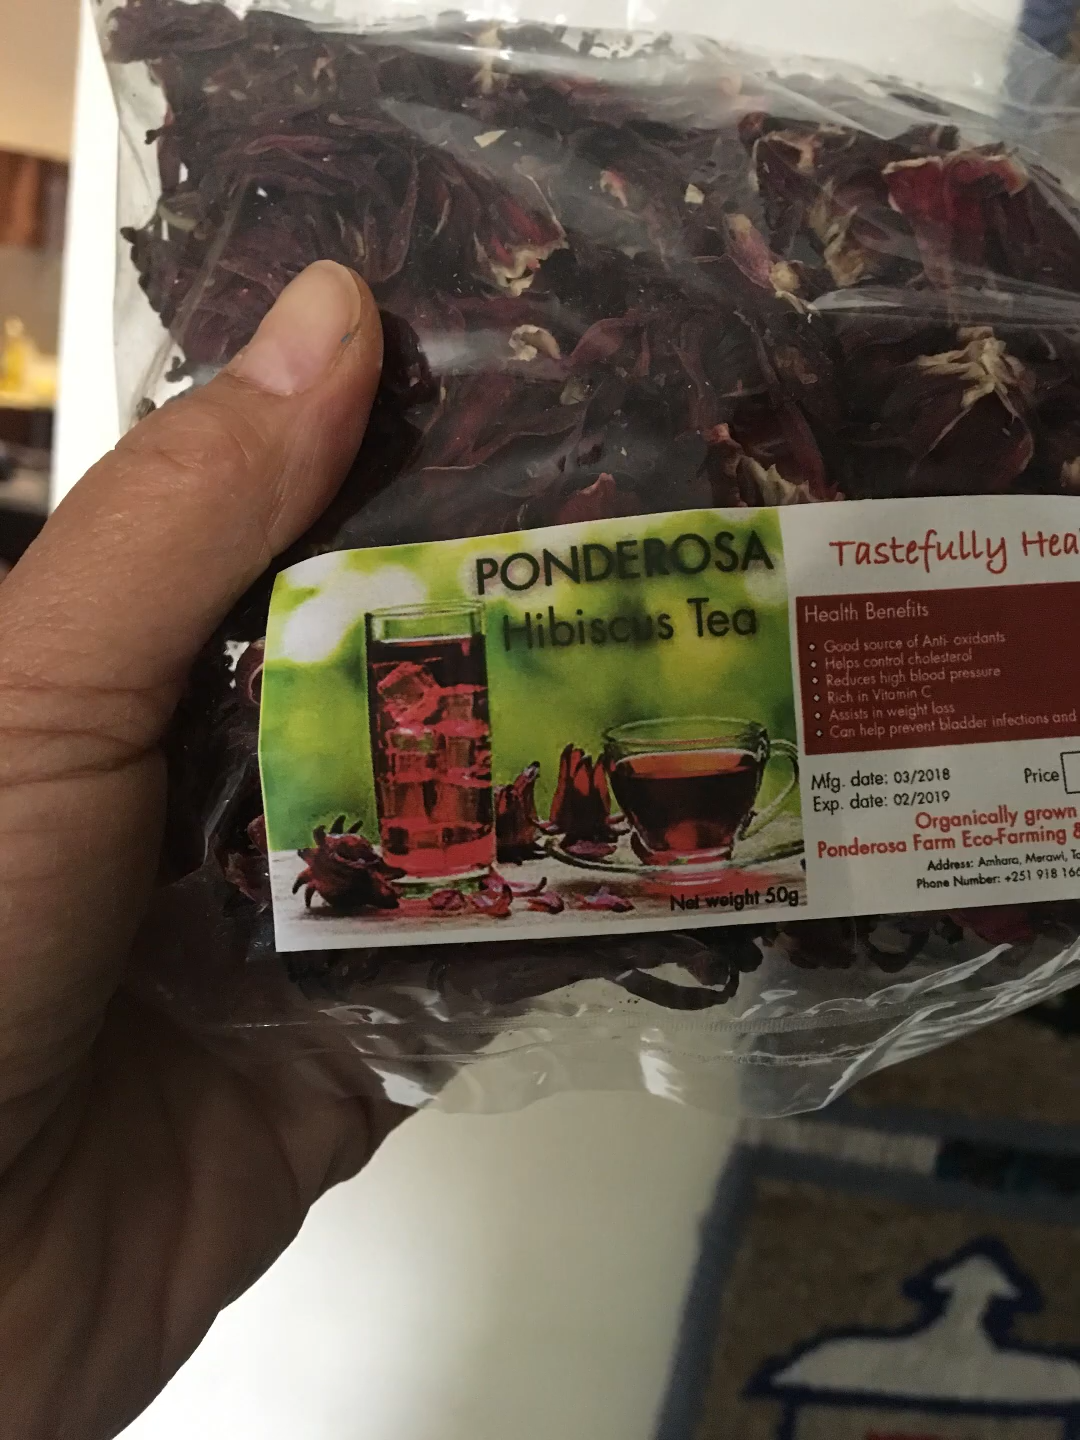 PONDEROSA
Hibiscus Tea
Net weight 50g
Tastefully Hea
Health Benefits
• Good source of Anti- oxidants
• Helps control cholesterol
• Reduces high blood pressure
• Rich in Vitamin C
• Assists in weight loss
• Can help prevent bladder infections and
Mfg. date: 03/2018
Price
Exp. date: 02/2019
Organically grown
Ponderosa Farm Eco-Farming &
Address: Amhara, Merawi,
Phone Number: +251 918 166